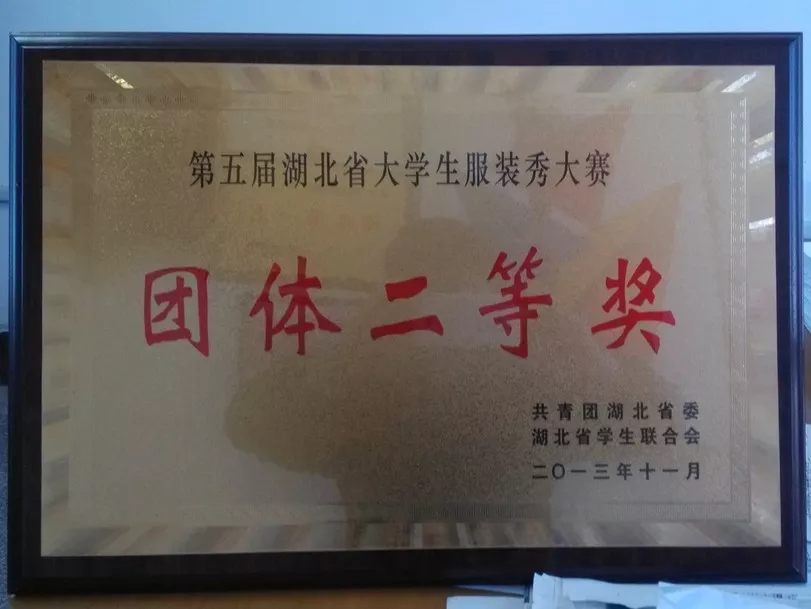 第五届湖北省大学生服装秀大赛
团体二等奖
共青团湖北省委
湖北省学生联合会
二〇一三年十一月